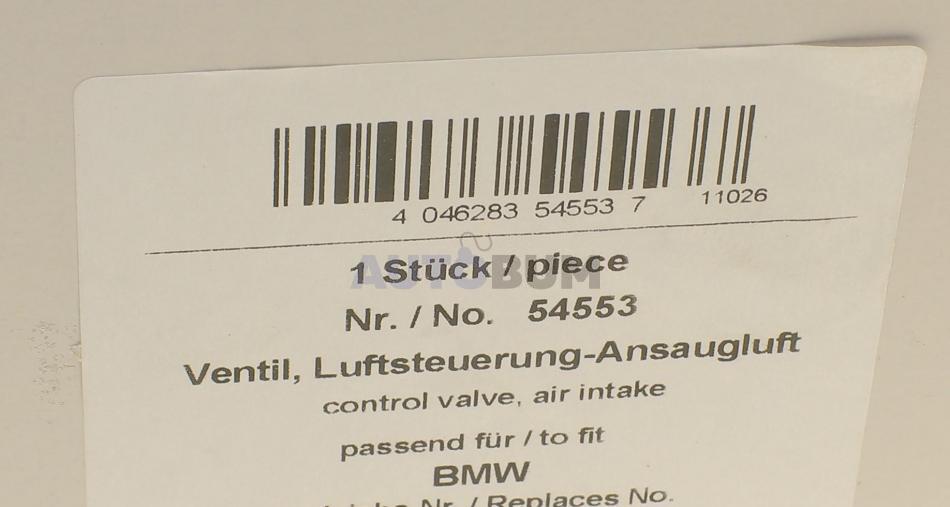 4 046283 54553 7 11026
1 Stück / piece
AUTOBUM
Nr. / No. 54553
Ventil, Luftsteuerung-Ansaugluft
control valve, air intake
passend für / to fit
BMW
Nr. / Replaces No.